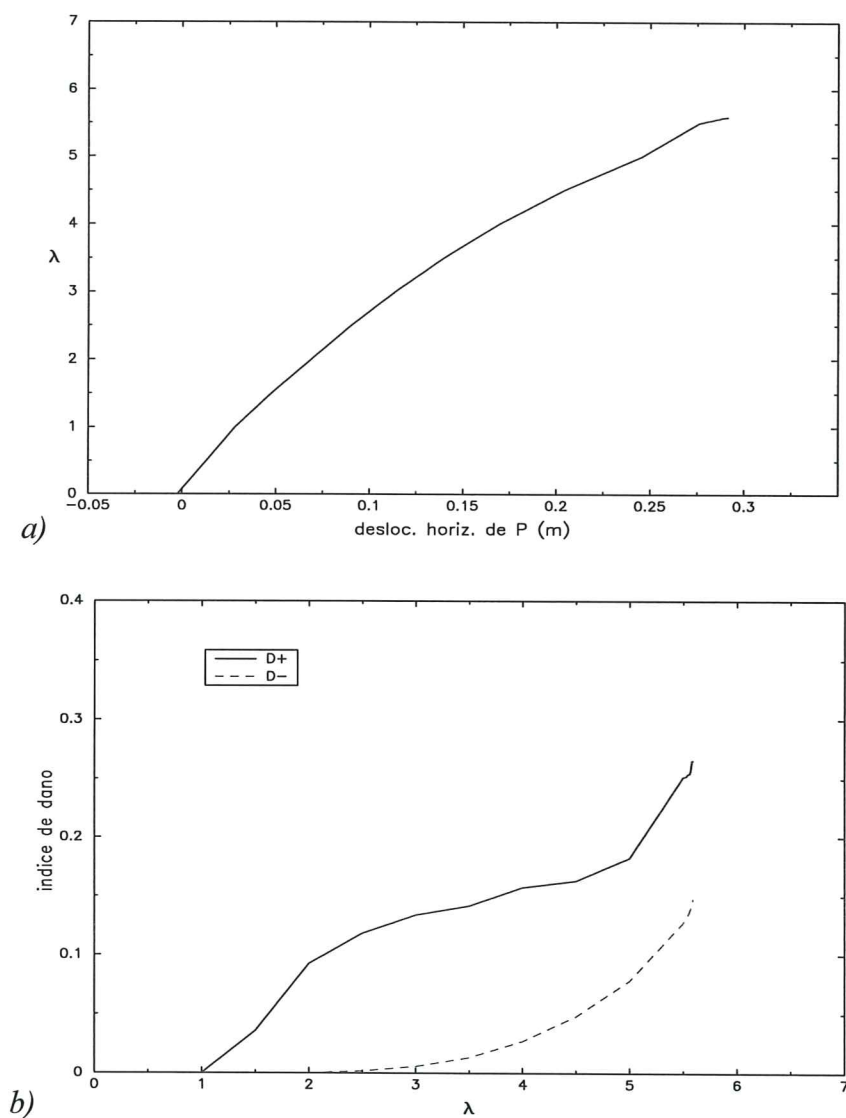 7
6
5
4
λ
3
2
1
0
−0.05 0 0.05 0.1 0.15 0.2 0.25 0.3
a)
desloc. horiz. de P (m)
0.4
D+
D−
0.3
indice de dano
0.2
0.1
0
0 1 2 3 4 5 6 7
b)
λ